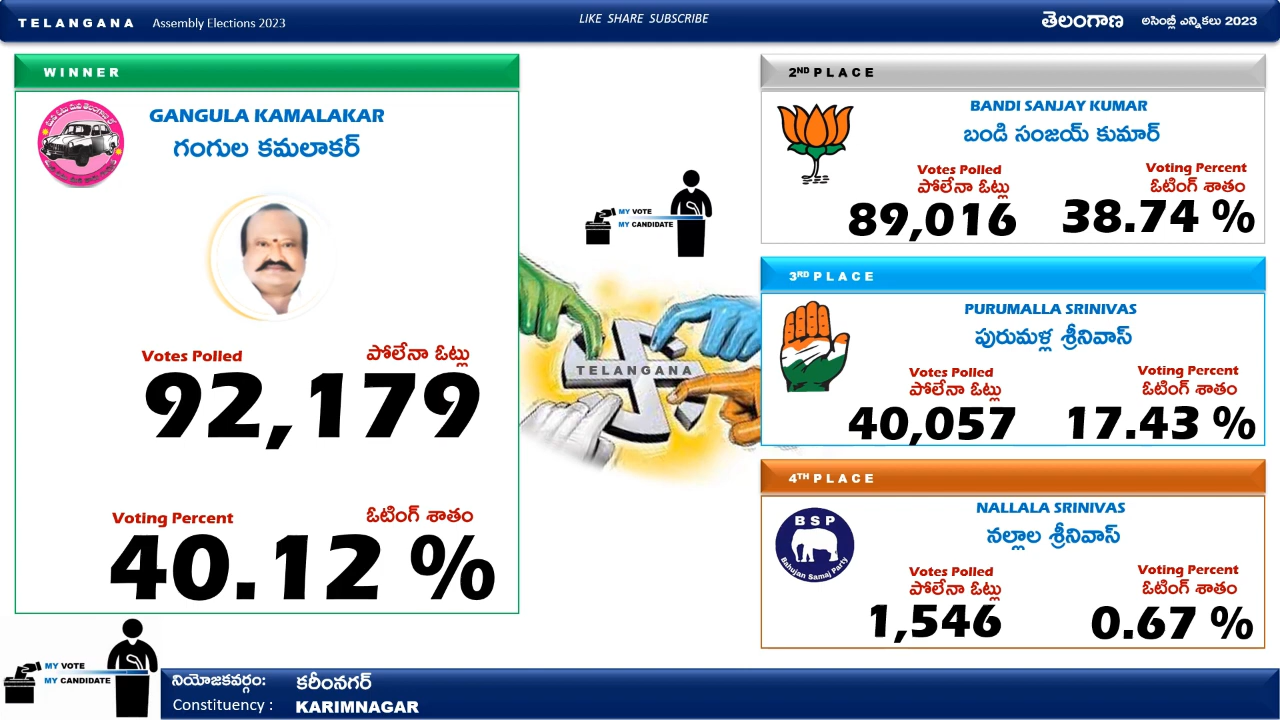 TELANGANA Assembly Elections 2023
LIKE SHARE SUBSCRIBE
తెలంగాణ అసెంబ్లీ ఎన్నికలు 2023
WINNER
GANGULA KAMALAKAR
గంగుల కమలాకర్
Votes Polled పోలేనా ఓట్లు
92,179
Voting Percent ఓటింగ్ శాతం
40.12 %
MY VOTE
MY CANDIDATE
TELANGANA
2ND PLACE
BANDI SANJAY KUMAR
బండి సంజయ్ కుమార్
Votes Polled Voting Percent
పోలేనా ఓట్లు ఓటింగ్ శాతం
89,016 38.74 %
3RD PLACE
PURUMALLA SRINIVAS
పురుమళ్ల శ్రీనివాస్
Votes Polled Voting Percent
పోలేనా ఓట్లు ఓటింగ్ శాతం
40,057 17.43 %
4TH PLACE
BSP
Bahujan Samaj Party
NALLALA SRINIVAS
నల్లాల శ్రీనివాస్
Votes Polled Voting Percent
పోలేనా ఓట్లు ఓటింగ్ శాతం
1,546 0.67 %
MY VOTE
MY CANDIDATE
నియోజకవర్గం: కరీంనగర్
Constituency : KARIMNAGAR